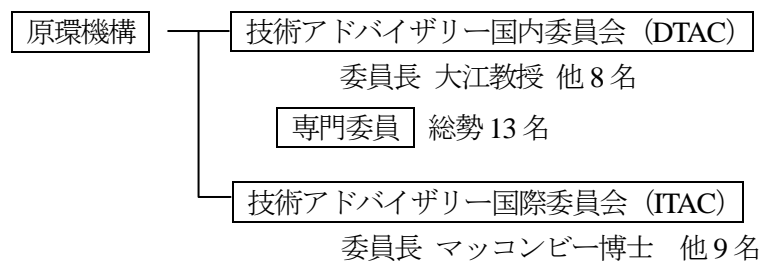 原環機構
技術アドバイザリー国内委員会（DTAC）
委員長 大江教授 他8名
専門委員 総勢13名
技術アドバイザリー国際委員会（ITAC）
委員長 マッコンビー博士 他9名